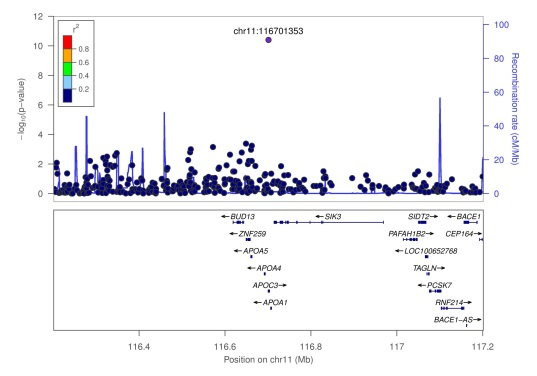 chr11:116701353
r²
0.8
0.6
0.4
0.2
12
10
8
6
4
2
0
−log₁₀(p−value)
100
80
60
40
20
0
Recombination rate (cM/Mb)
←BUD13
←SIK3
SIDT2→
←BACE1
←ZNF259
PAFAH1B2→
CEP164→
←APOA5
←LOC100652768
←APOA4
TAGLN→
APOC3→
←PCSK7
←APOA1
RNF214→
BACE1−AS→
116.4
116.6
116.8
117
117.2
Position on chr11 (Mb)